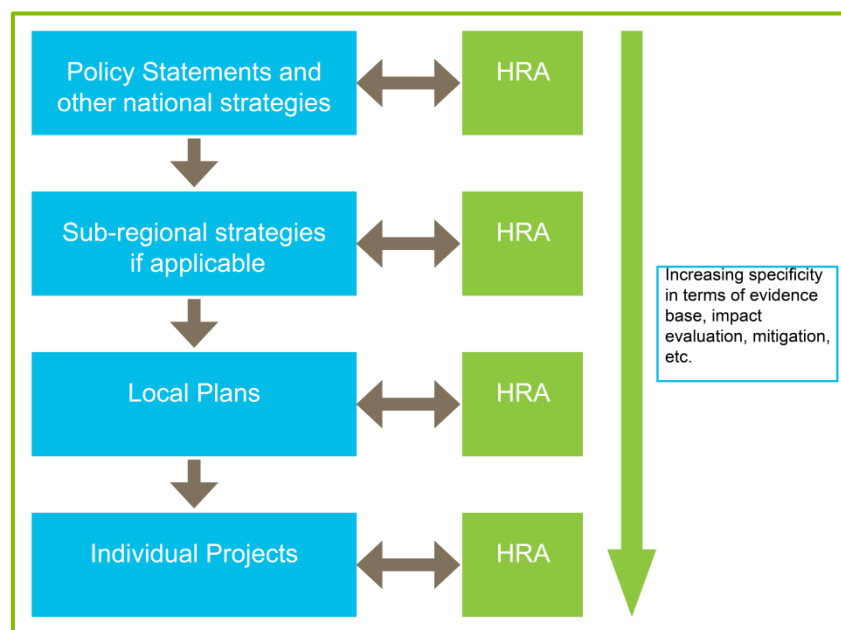 Policy Statements and
other national strategies
HRA
Sub-regional strategies
if applicable
HRA
Increasing specificity
in terms of evidence
base, impact
evaluation, mitigation,
etc.
Local Plans
HRA
Individual Projects
HRA